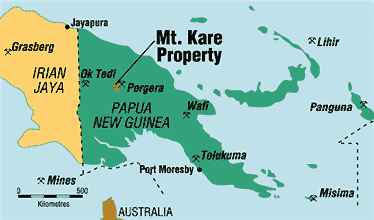 Jayapura
Mt. Kare
Property
Grasberg
Lihir
IRIAN
JAYA
Ok Tedi
Porgera
PAPUA
NEW GUINEA
Wafi
Panguna
Tolukuma
Port Moresby
Mines
0 500
Kilometres
Misima
AUSTRALIA